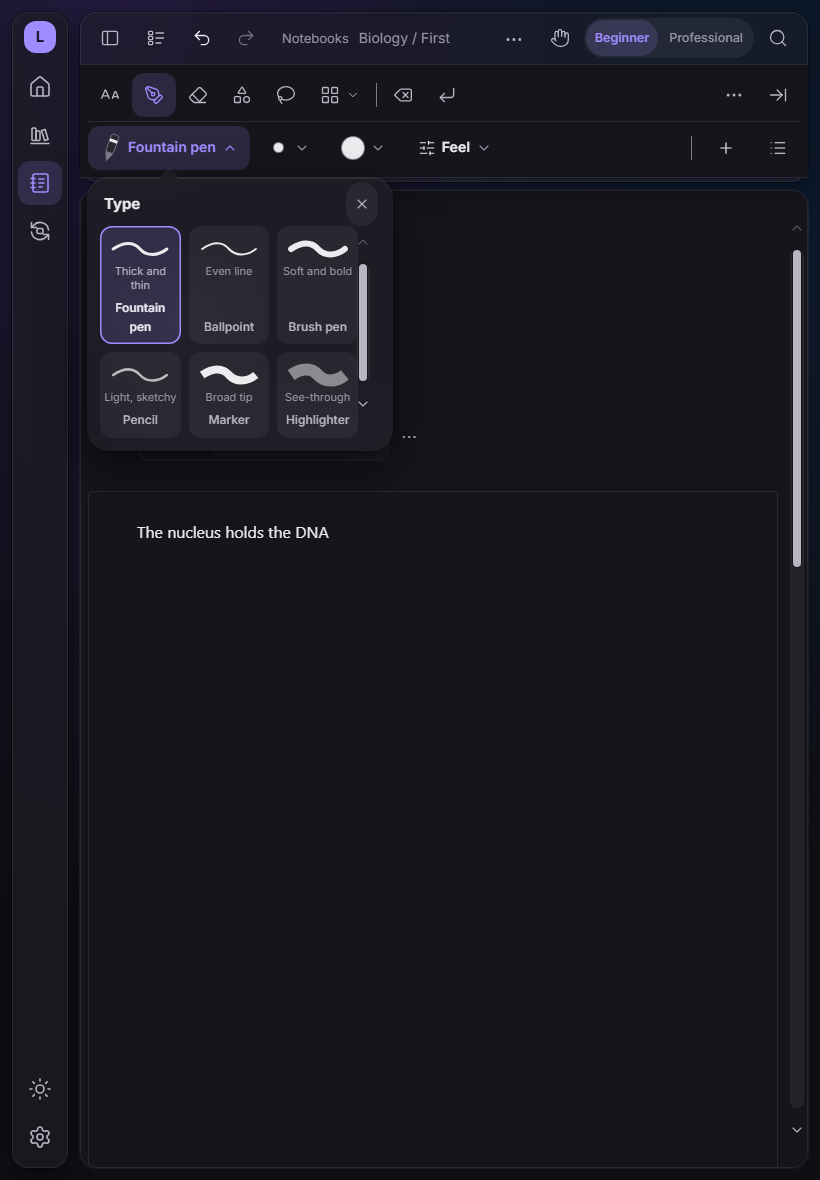 L
Notebooks Biology / First
Beginner Professional
AA
Fountain pen
Feel
Type
Thick and thin
Fountain pen
Even line
Ballpoint
Soft and bold
Brush pen
Light, sketchy
Pencil
Broad tip
Marker
See-through
Highlighter
The nucleus holds the DNA